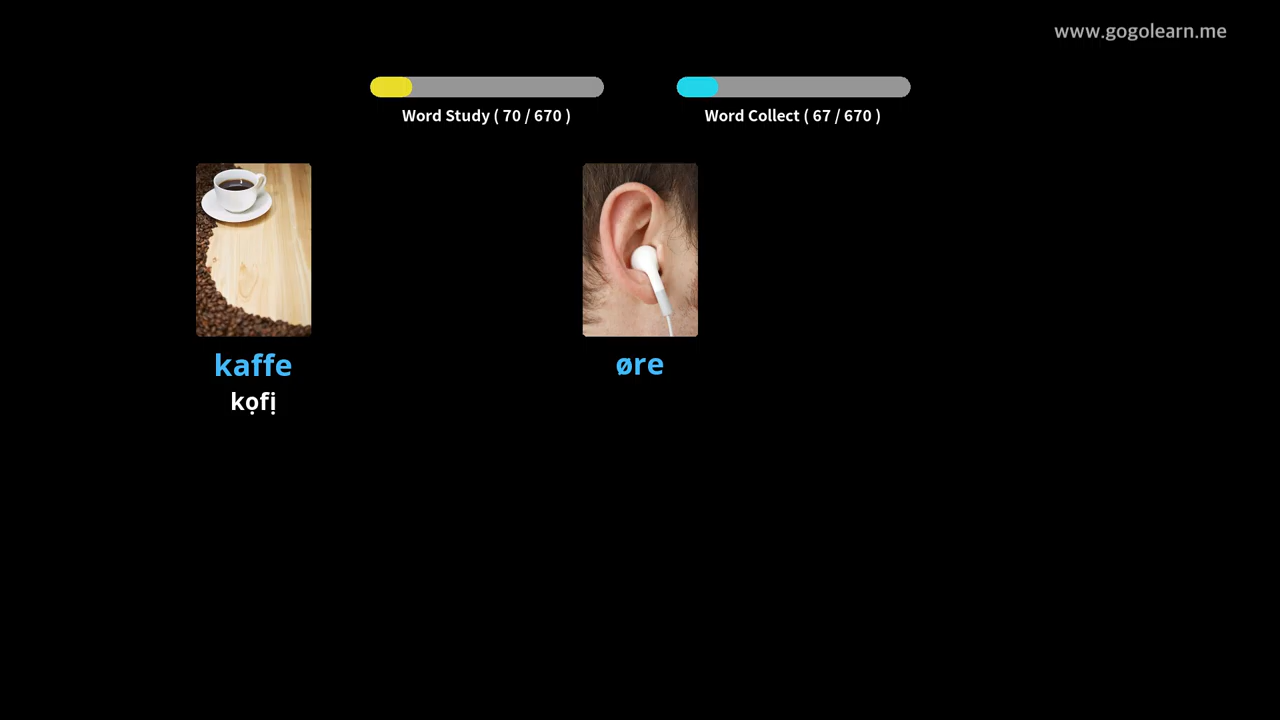 www.gogolearn.me
Word Study ( 70 / 670 )
Word Collect ( 67 / 670 )
kaffe
kọfị
øre